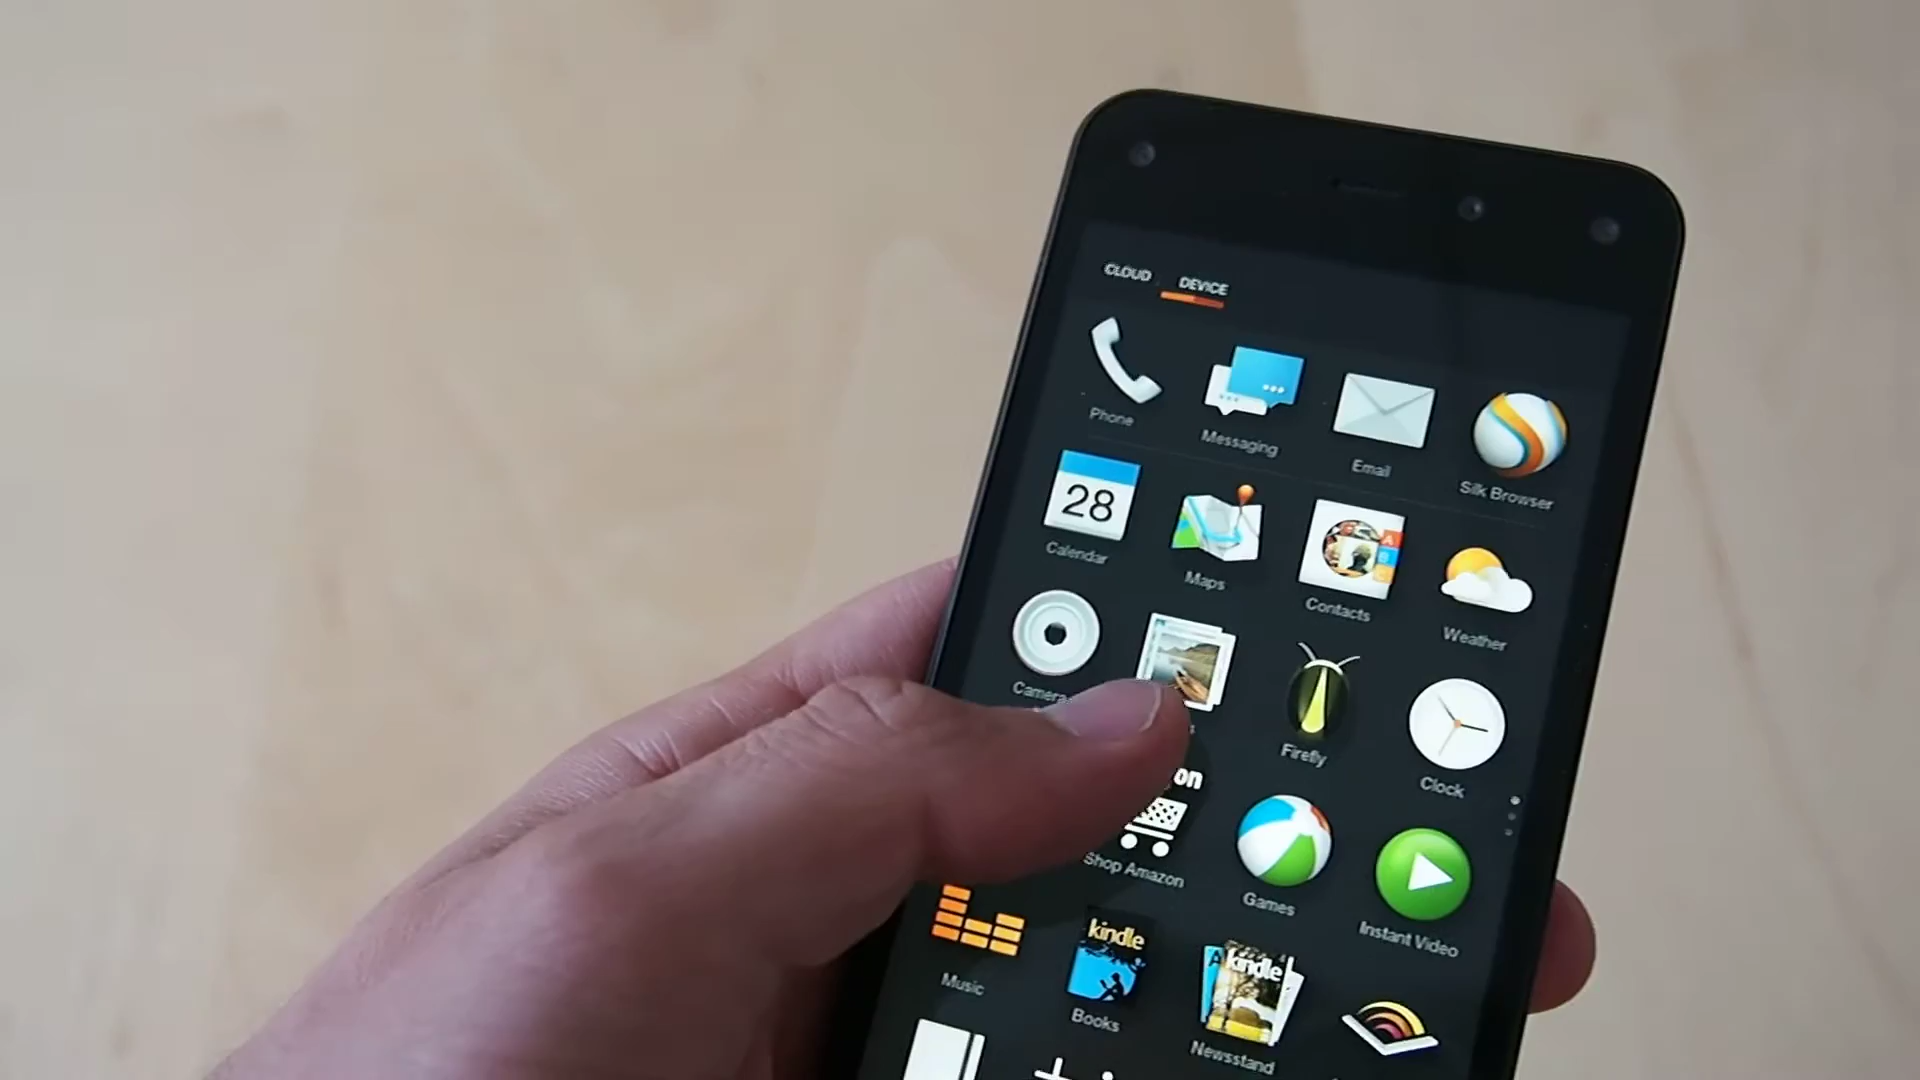 CLOUD DEVICE
Phone Messaging Email Silk Browser
28
Calendar Maps Contacts Weather
A
Camera Firefly Clock
on
Shop Amazon Games Instant Video
kindle kindle
Music Books Newsstand